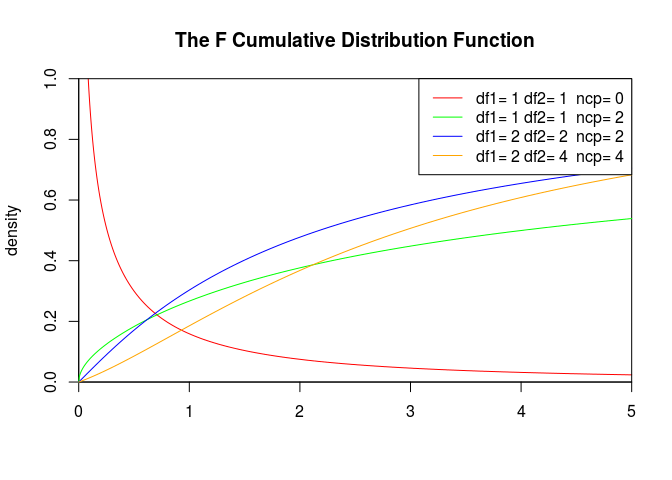 The F Cumulative Distribution Function
density
1.0
0.8
0.6
0.4
0.2
0.0
df1= 1 df2= 1  ncp= 0
df1= 1 df2= 1  ncp= 2
df1= 2 df2= 2  ncp= 2
df1= 2 df2= 4  ncp= 4
0 1 2 3 4 5